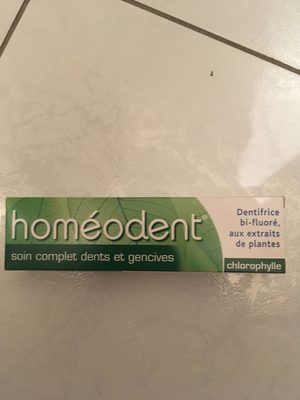 homéodent®
soin complet dents et gencives
Dentifrice
bi-fluoré,
aux extraits
de plantes
chlorophylle